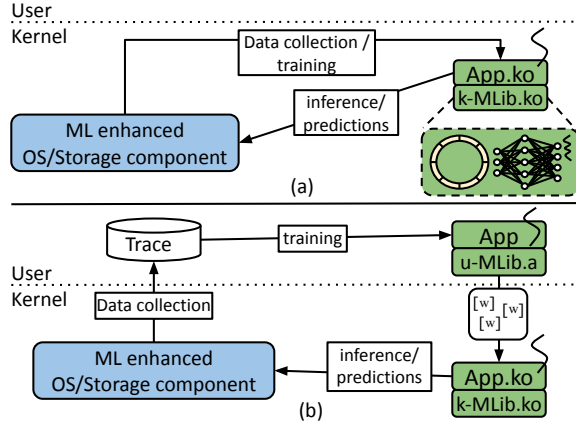 User
Kernel
Data collection /
training
App.ko
k-MLib.ko
inference/
predictions
ML enhanced
OS/Storage component
(a)
Trace
training
App
u-MLib.a
User
Kernel
Data collection
[w]
[w]
[w]
ML enhanced
OS/Storage component
inference/
predictions
App.ko
k-MLib.ko
(b)